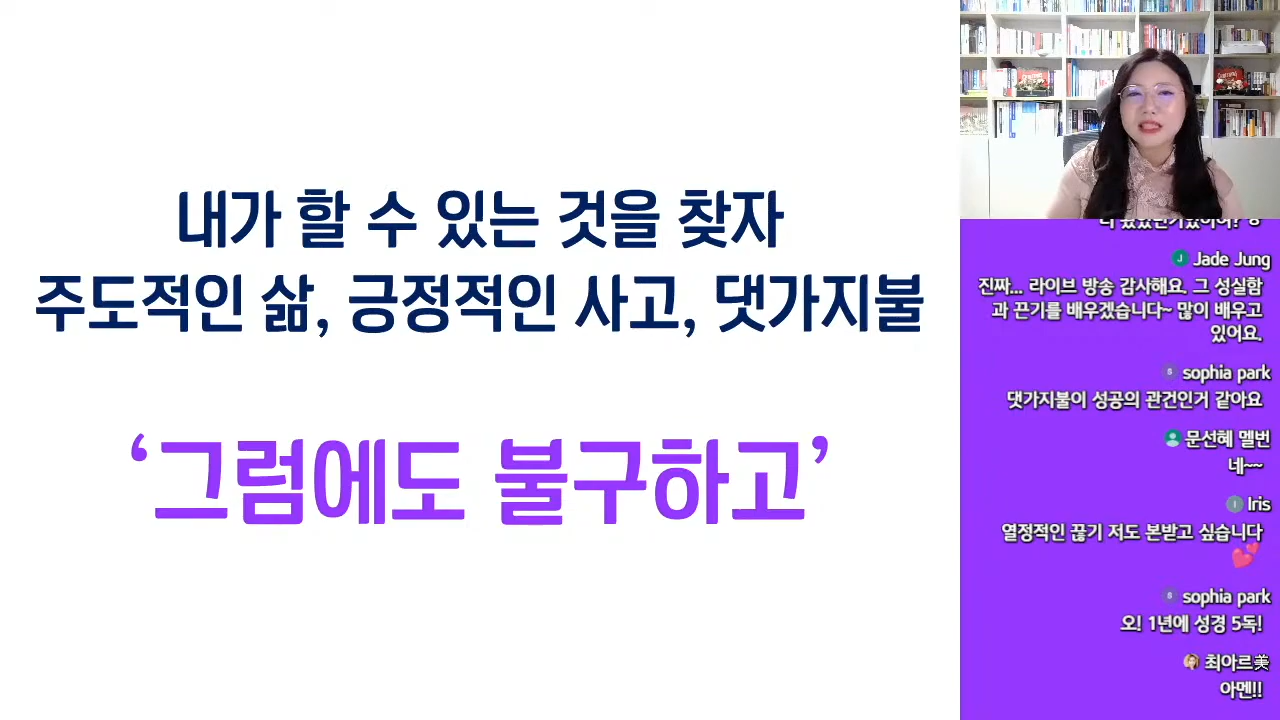 내가 할 수 있는 것을 찾자
주도적인 삶, 긍정적인 사고, 댓가지불
‘그럼에도 불구하고’
Jade Jung
진짜... 라이브 방송 감사해요. 그 성실함
과 끈기를 배우겠습니다~ 많이 배우고
있어요.
sophia park
댓가지불이 성공의 관건인거 같아요
문선혜 멜번
네~~
Iris
열정적인 끊기 저도 본받고 싶습니다
💕
sophia park
오! 1년에 성경 5독!
최아르美
아멘!!